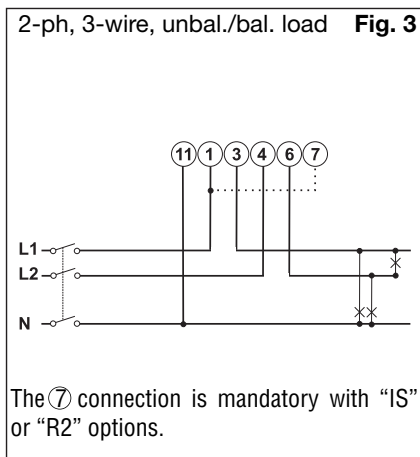 2-ph, 3-wire, unbal./bal. load Fig. 3
11 1 3 4 6 7
L1
L2
N
The ⑦ connection is mandatory with “IS”
or “R2” options.